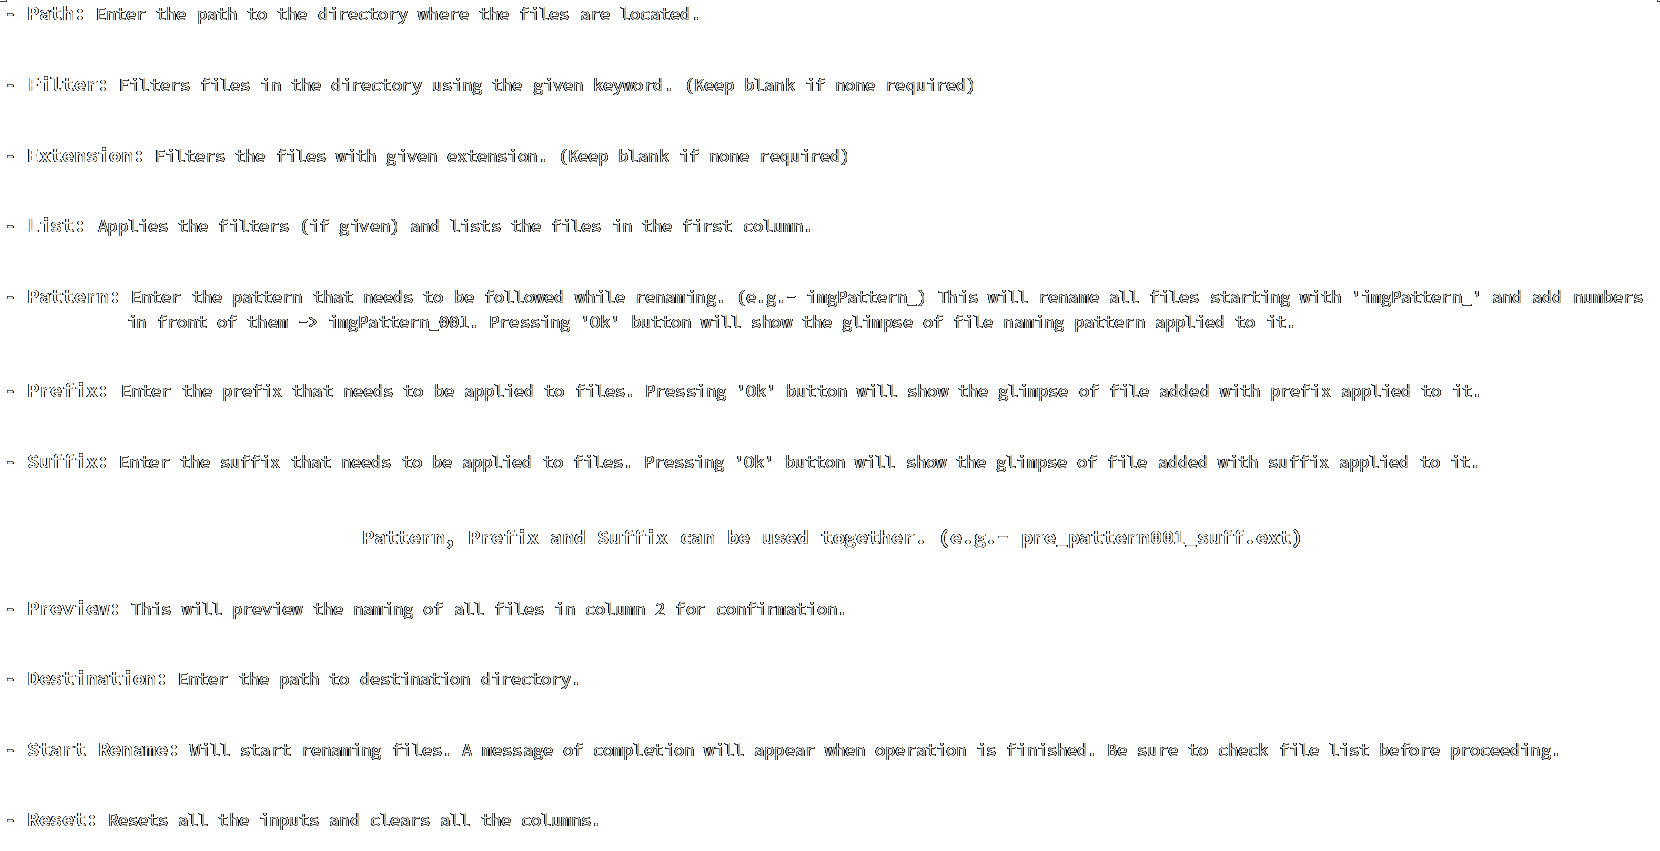 - Path: Enter the path to the directory where the files are located.
- Filter: Filters files in the directory using the given keyword. (Keep blank if none required)
- Extension: Filters the files with given extension. (Keep blank if none required)
- List: Applies the filters (if given) and lists the files in the first column.
- Pattern: Enter the pattern that needs to be followed while renaming. (e.g.- imgPattern_) This will rename all files starting with 'imgPattern_' and add numbers
in front of them -> imgPattern_001. Pressing 'Ok' button will show the glimpse of file naming pattern applied to it.
- Prefix: Enter the prefix that needs to be applied to files. Pressing 'Ok' button will show the glimpse of file added with prefix applied to it.
- Suffix: Enter the suffix that needs to be applied to files. Pressing 'Ok' button will show the glimpse of file added with suffix applied to it.
Pattern, Prefix and Suffix can be used together. (e.g.- pre_pattern001_suff.ext)
- Preview: This will preview the naming of all files in column 2 for confirmation.
- Destination: Enter the path to destination directory.
- Start Rename: Will start renaming files. A message of completion will appear when operation is finished. Be sure to check file list before proceeding.
- Reset: Resets all the inputs and clears all the columns.